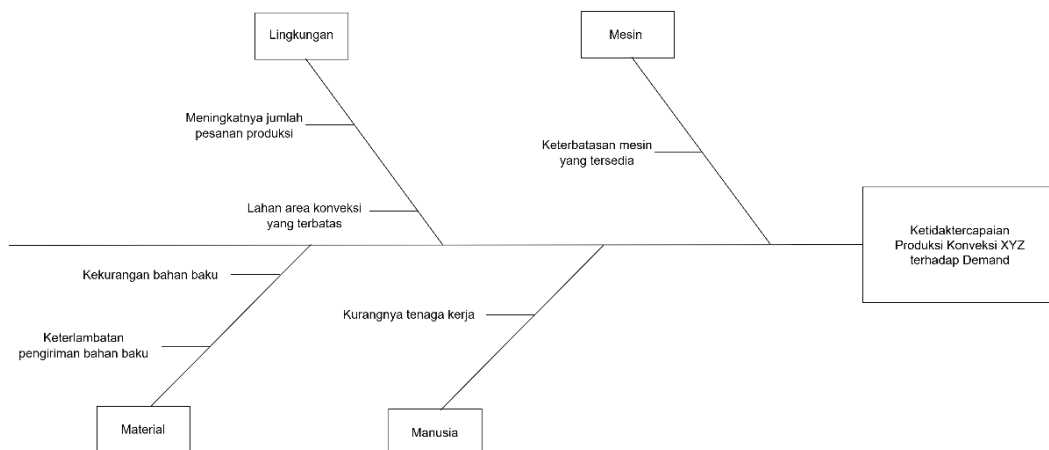 Lingkungan
Mesin
Meningkatnya jumlah
pesanan produksi
Keterbatasan mesin
yang tersedia
Lahan area konveksi
yang terbatas
Ketidaktercapaian
Produksi Konveksi XYZ
terhadap Demand
Kekurangan bahan baku
Kurangnya tenaga kerja
Keterlambatan
pengiriman bahan baku
Material
Manusia